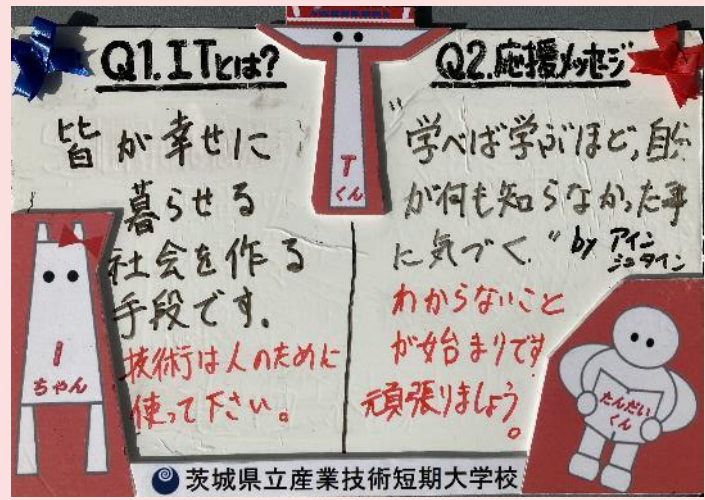 Q1.ITとは?
皆が幸せに
暮らせる
社会を作る
手段です.
技術は人のために
使って下さい。
Q2.応援メッセージ
"学べば学ぶほど,自分
が何も知らなかった事
に気づく."by アイン
シュタイン
わからないこと
が始まりです
頑張りましょう。
Tくん
Iちゃん
たんだい
くん
茨城県立産業技術短期大学校